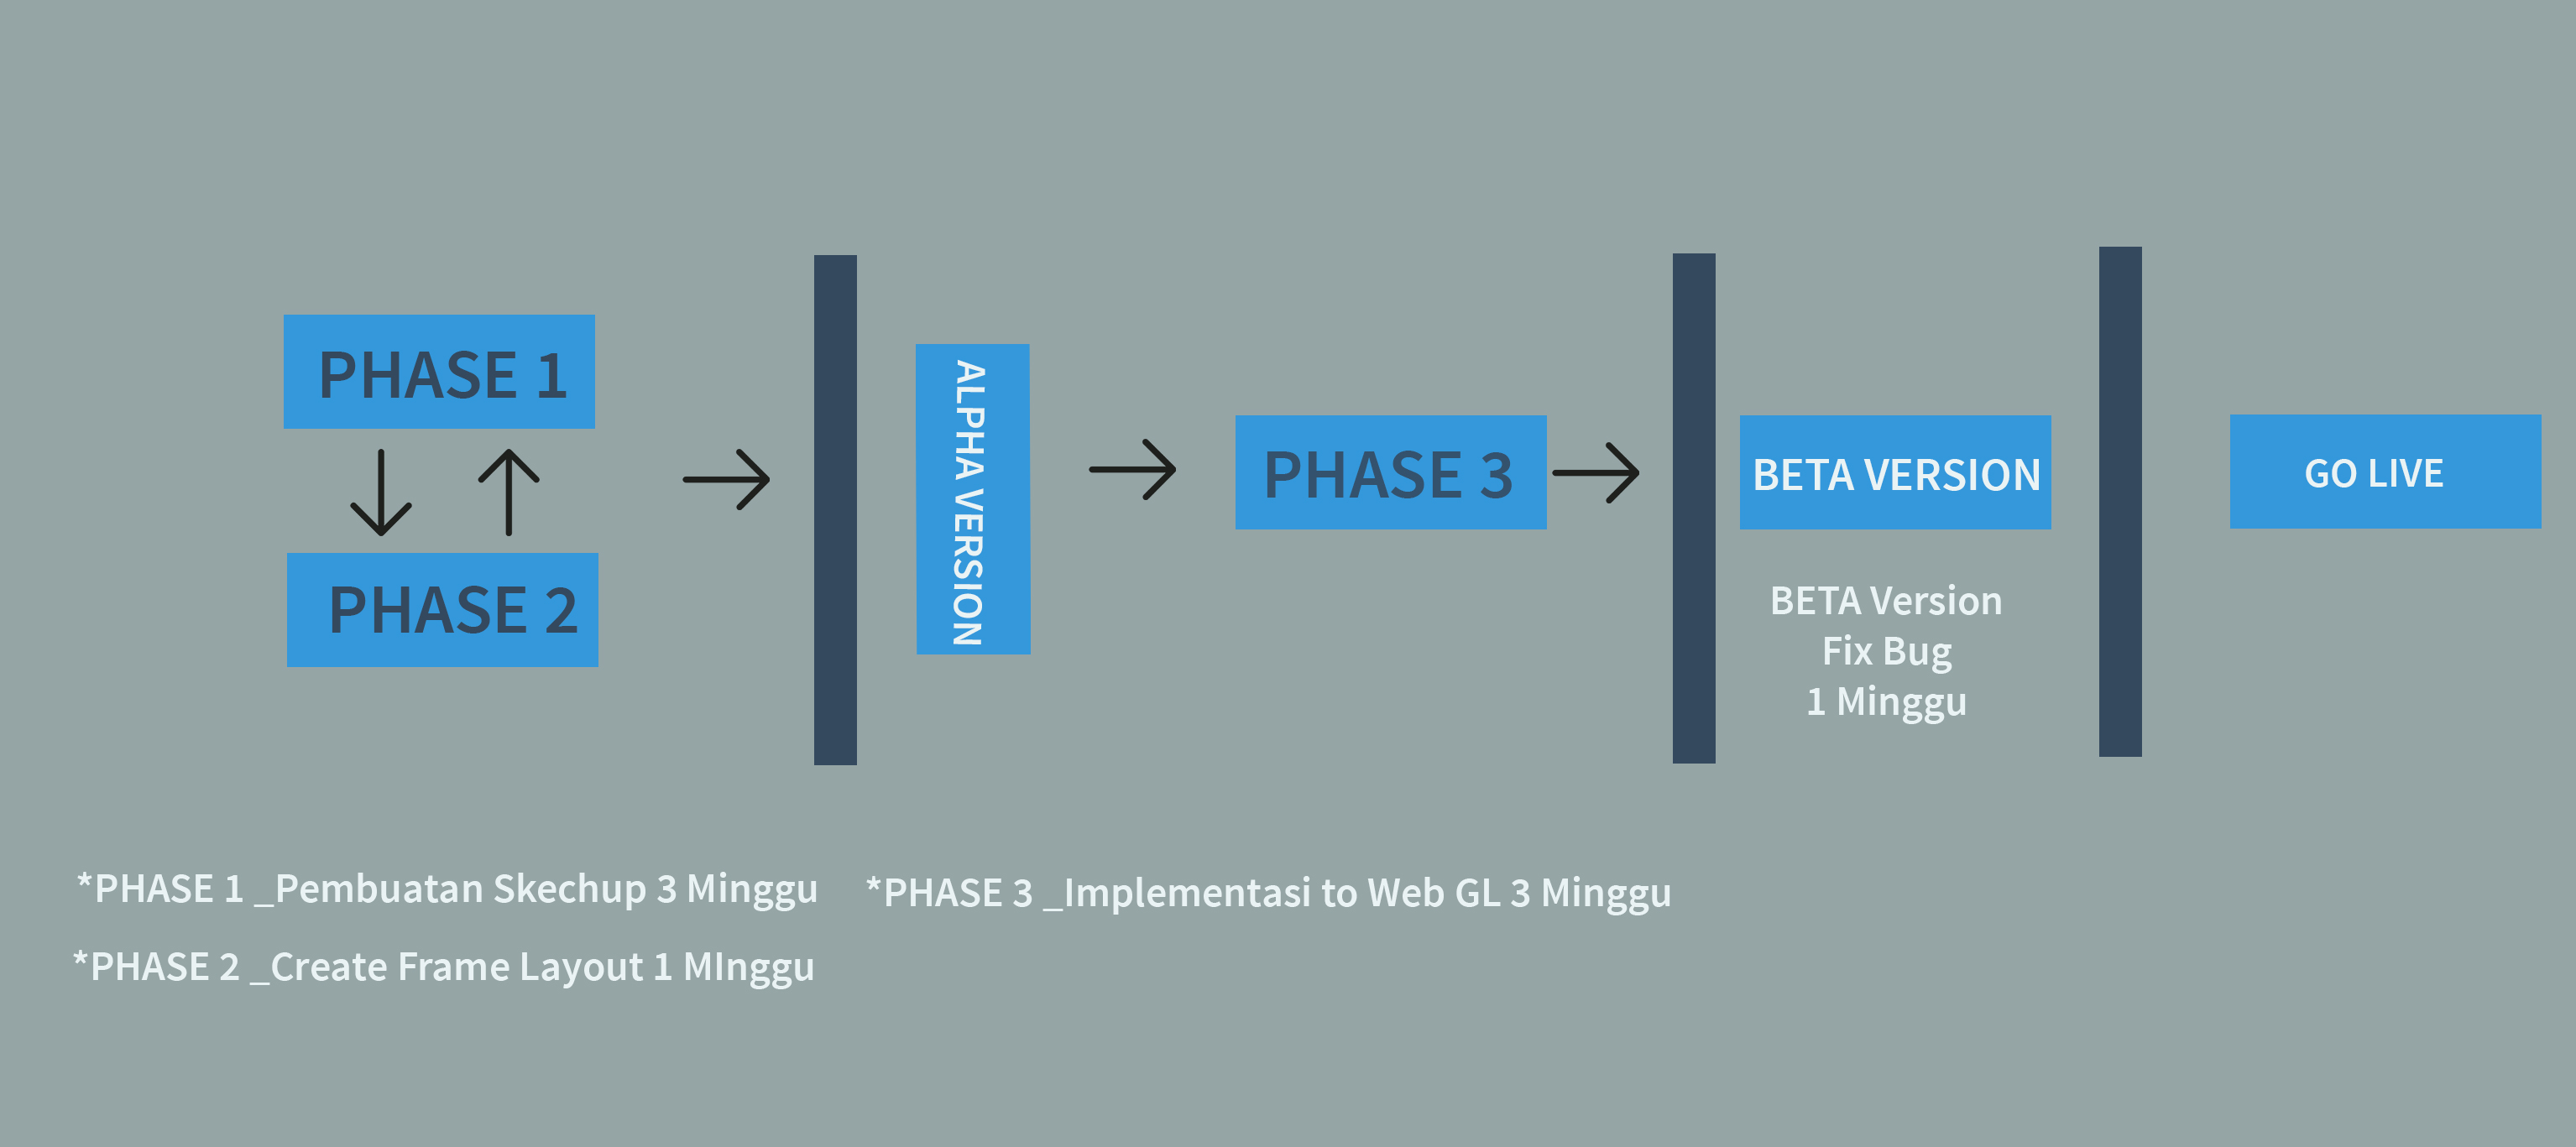 PHASE 1
PHASE 2
ALPHA VERSION
PHASE 3
BETA VERSION
GO LIVE
BETA Version
Fix Bug
1 Minggu
*PHASE 1 _Pembuatan Skechup 3 Minggu
*PHASE 2 _Create Frame Layout 1 MInggu
*PHASE 3 _Implementasi to Web GL 3 Minggu